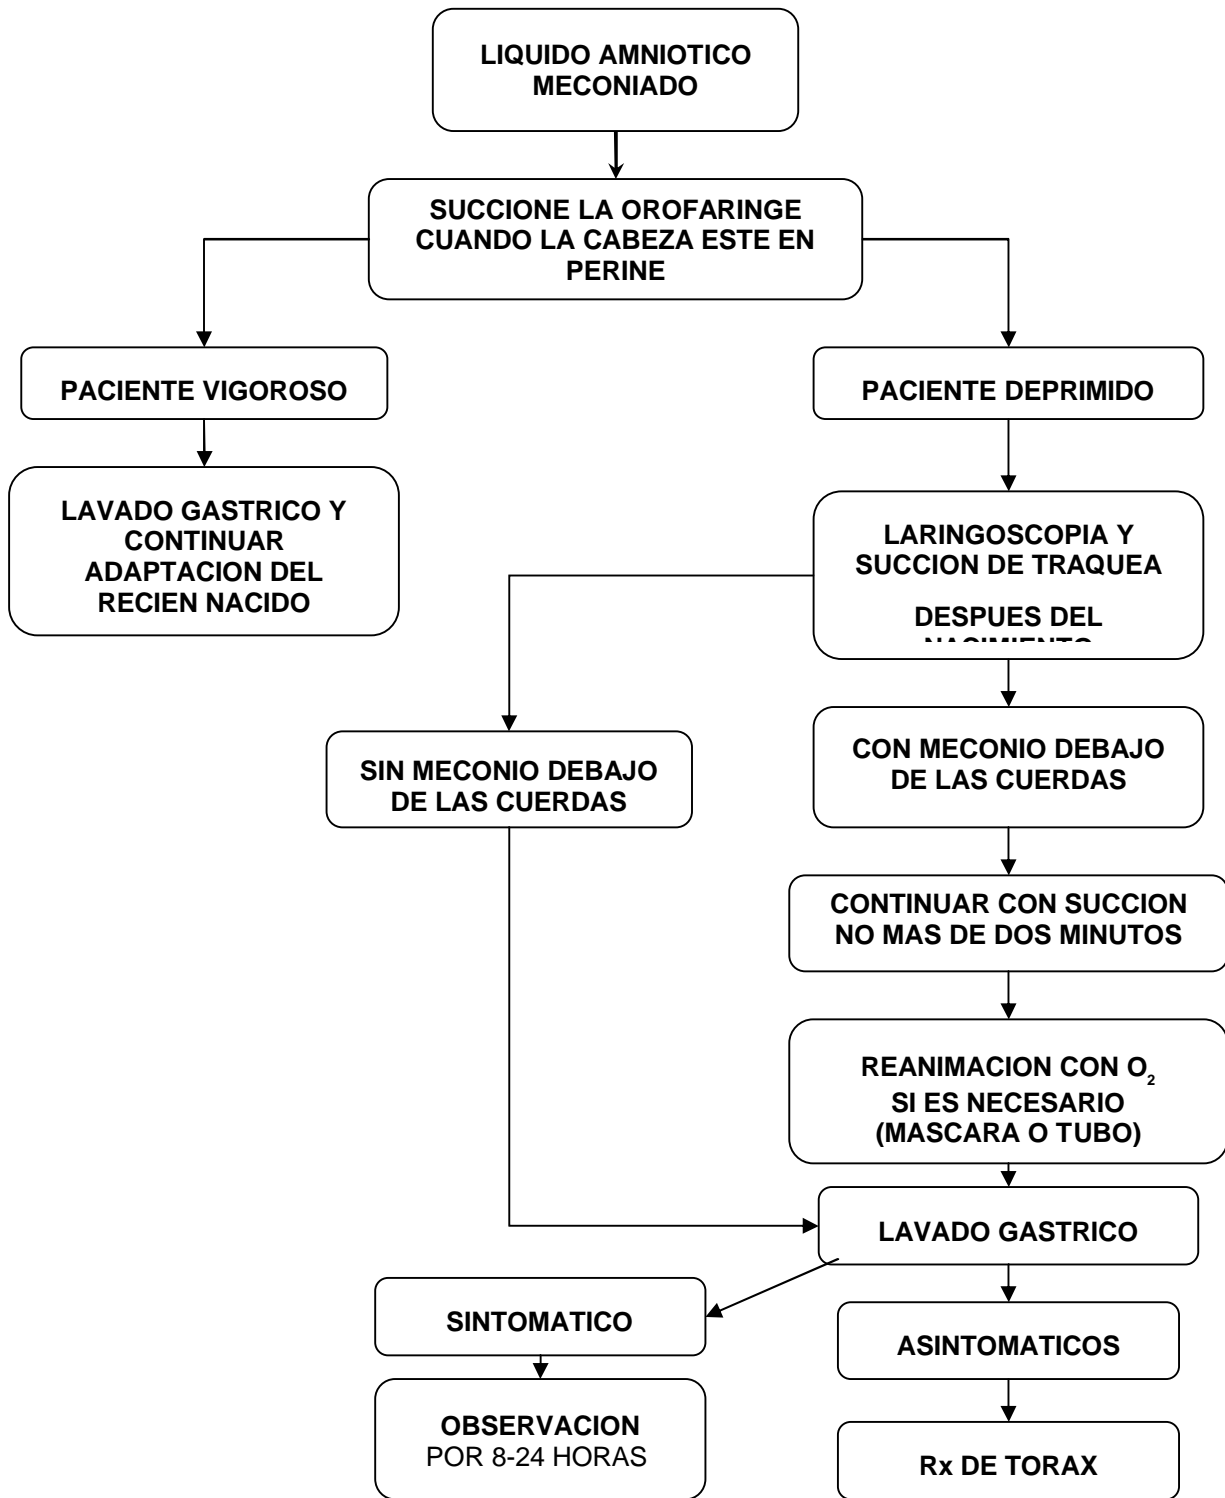 LIQUIDO AMNIOTICO
MECONIADO
SUCCIONE LA OROFARINGE
CUANDO LA CABEZA ESTE EN
PERINE
PACIENTE VIGOROSO
PACIENTE DEPRIMIDO
LAVADO GASTRICO Y
CONTINUAR
ADAPTACION DEL
RECIEN NACIDO
LARINGOSCOPIA Y
SUCCION DE TRAQUEA
DESPUES DEL
NACIMIENTO
SIN MECONIO DEBAJO
DE LAS CUERDAS
CON MECONIO DEBAJO
DE LAS CUERDAS
CONTINUAR CON SUCCION
NO MAS DE DOS MINUTOS
REANIMACION CON O₂
SI ES NECESARIO
(MASCARA O TUBO)
LAVADO GASTRICO
SINTOMATICO
ASINTOMATICOS
OBSERVACION
POR 8-24 HORAS
Rx DE TORAX